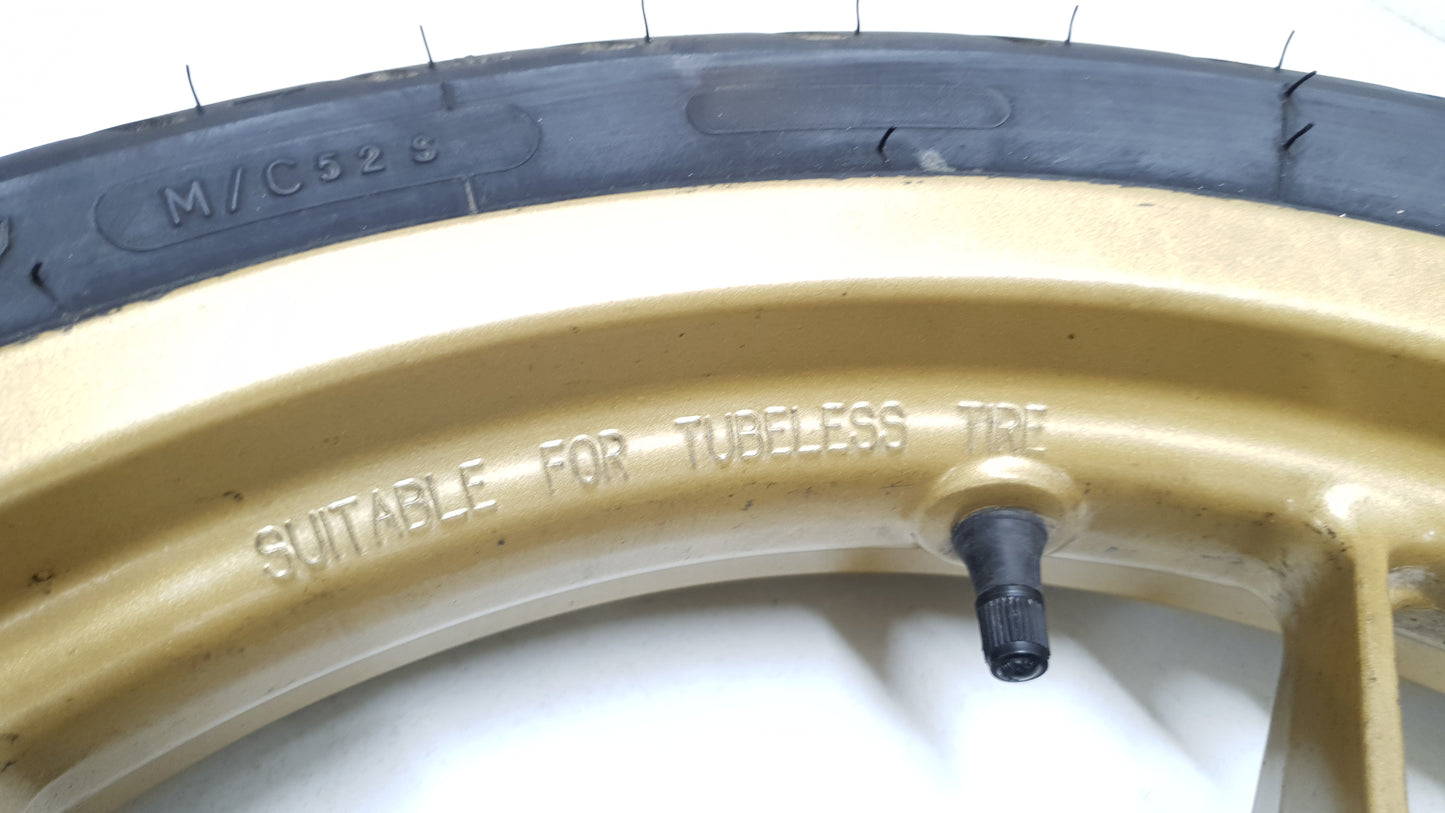 M/C 52 S
SUITABLE FOR TUBELESS TIRE